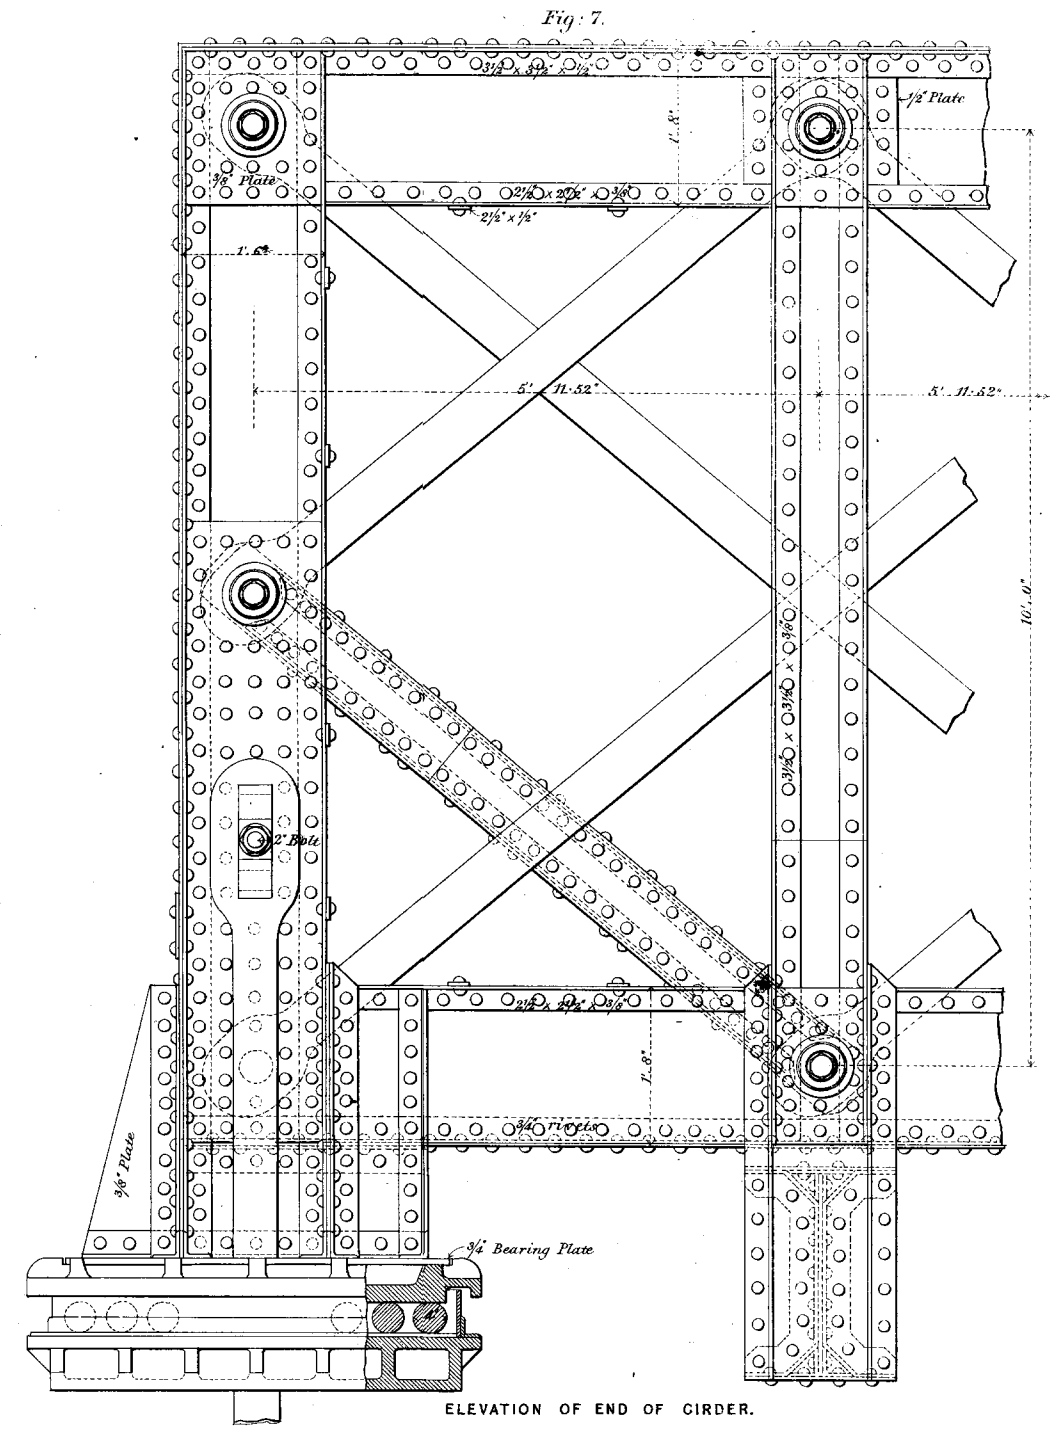 Fig: 7.
3½" × 3½" × ½"
½" Plate
1'. 8"
⅜" Plate
2½" × 2½" × ⅜"
2½" × ½"
1'. 6"
5'. 11·52"
5'. 11·52"
10'. 0"
3½" × 3½" × ⅜"
2" Bolt
2½" × 2½" × ⅜"
1'. 8"
¾" rivets
⅜" Plate
¾" Bearing Plate
4"
ELEVATION OF END OF GIRDER.